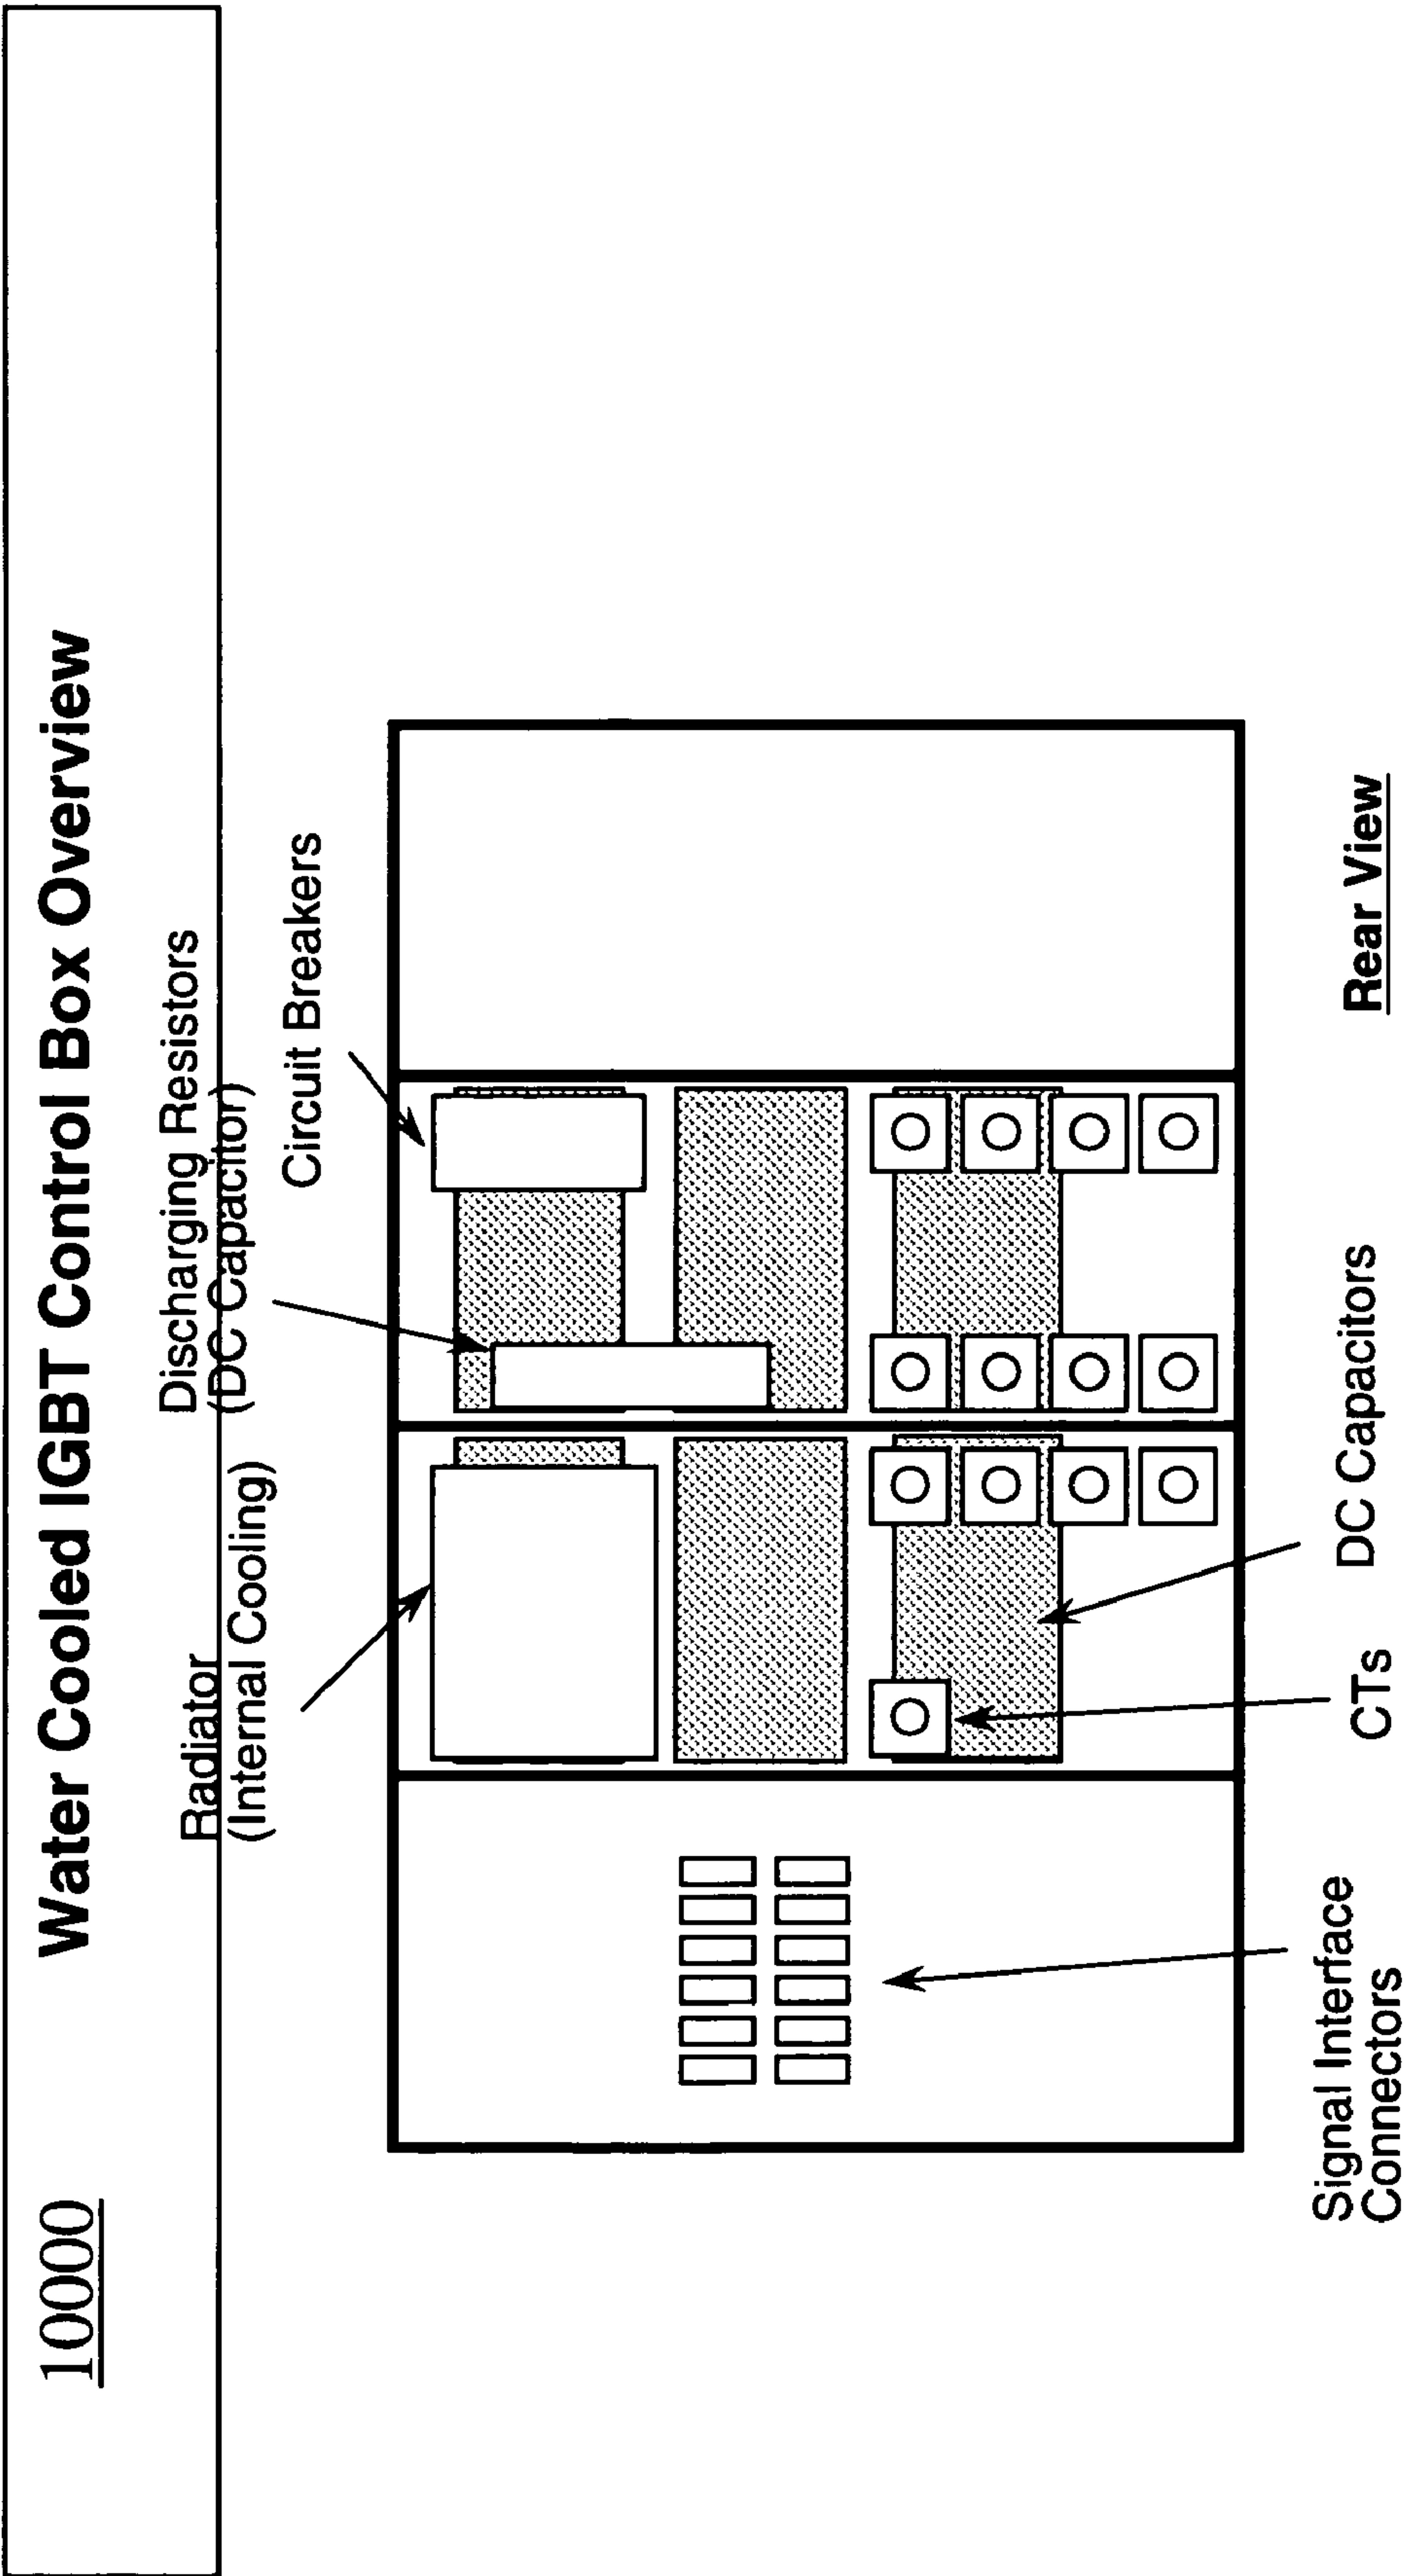 10000
Water Cooled IGBT Control Box Overview
Radiator
(Internal Cooling)
Discharging Resistors
(DC Capacitor)
Circuit Breakers
Signal Interface
Connectors
CTs
DC Capacitors
Rear View